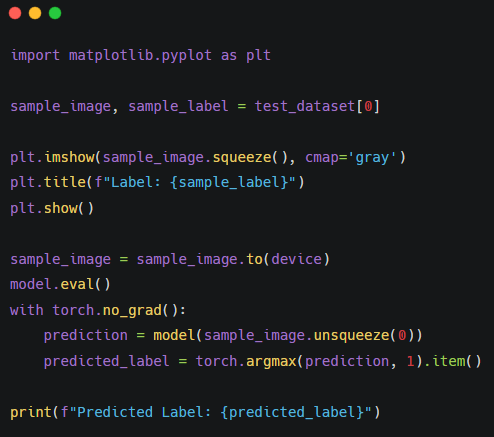 import matplotlib.pyplot as plt
sample_image, sample_label = test_dataset[0]
plt.imshow(sample_image.squeeze(), cmap='gray')
plt.title(f"Label: {sample_label}")
plt.show()
sample_image = sample_image.to(device)
model.eval()
with torch.no_grad():
    prediction = model(sample_image.unsqueeze(0))
    predicted_label = torch.argmax(prediction, 1).item()
print(f"Predicted Label: {predicted_label}")